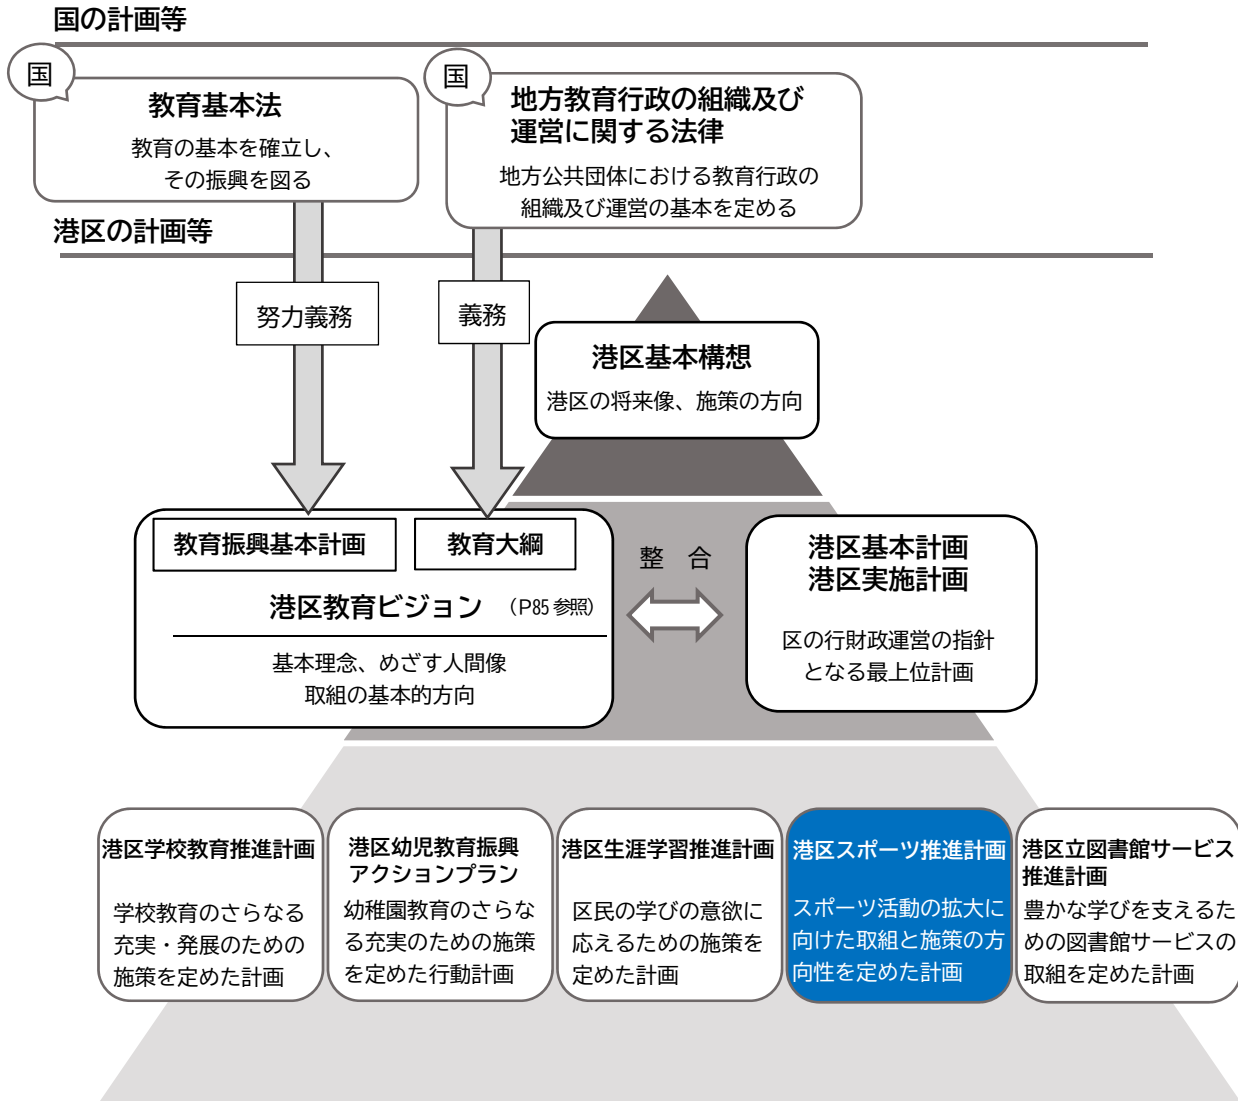 国の計画等
国
教育基本法
教育の基本を確立し、
その振興を図る
国
地方教育行政の組織及び
運営に関する法律
地方公共団体における教育行政の
組織及び運営の基本を定める
港区の計画等
努力義務
義務
港区基本構想
港区の将来像、施策の方向
教育振興基本計画
教育大綱
港区教育ビジョン （P85 参照）
基本理念、めざす人間像
取組の基本的方向
整　合
港区基本計画
港区実施計画
区の行財政運営の指針
となる最上位計画
港区学校教育推進計画
学校教育のさらなる
充実・発展のための
施策を定めた計画
港区幼児教育振興
アクションプラン
幼稚園教育のさらな
る充実のための施策
を定めた行動計画
港区生涯学習推進計画
区民の学びの意欲に
応えるための施策を
定めた計画
港区スポーツ推進計画
スポーツ活動の拡大に
向けた取組と施策の方
向性を定めた計画
港区立図書館サービス
推進計画
豊かな学びを支えるた
めの図書館サービスの
取組を定めた計画